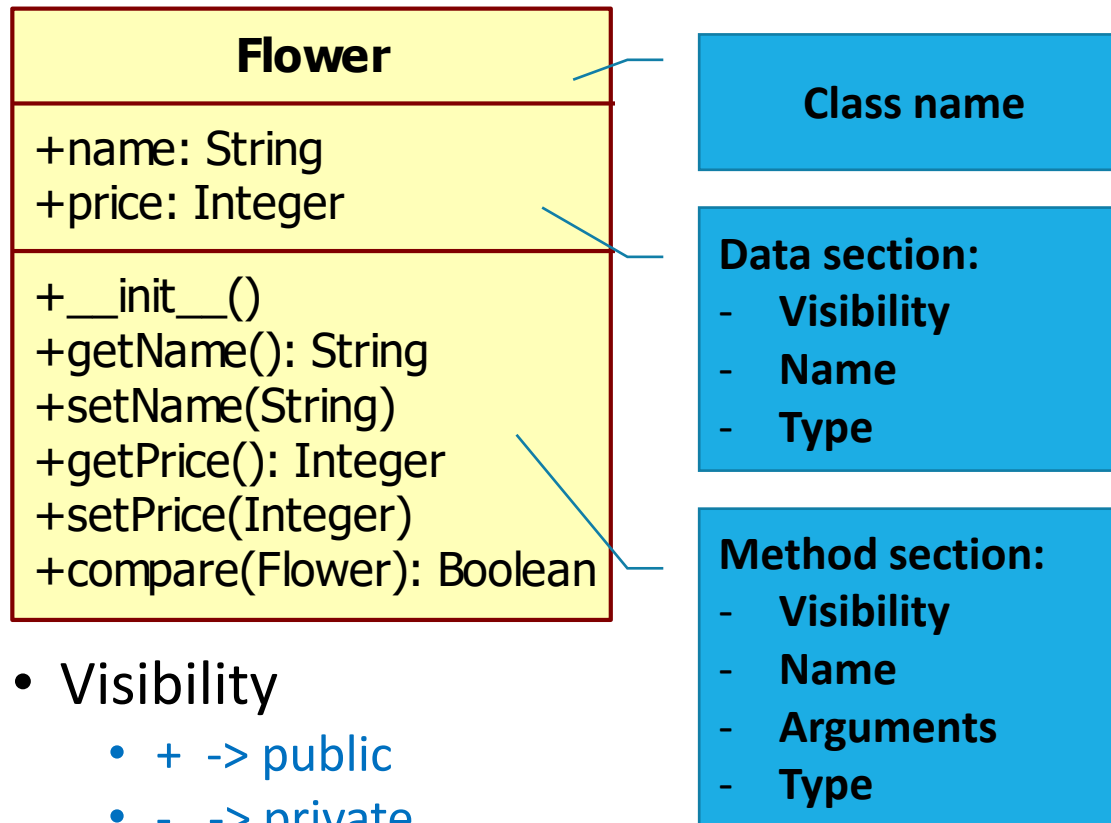 Flower
+name: String
+price: Integer
+__init__()
+getName(): String
+setName(String)
+getPrice(): Integer
+setPrice(Integer)
+compare(Flower): Boolean
• Visibility
• + -> public
• - -> private
Class name
Data section:
- Visibility
- Name
- Type
Method section:
- Visibility
- Name
- Arguments
- Type